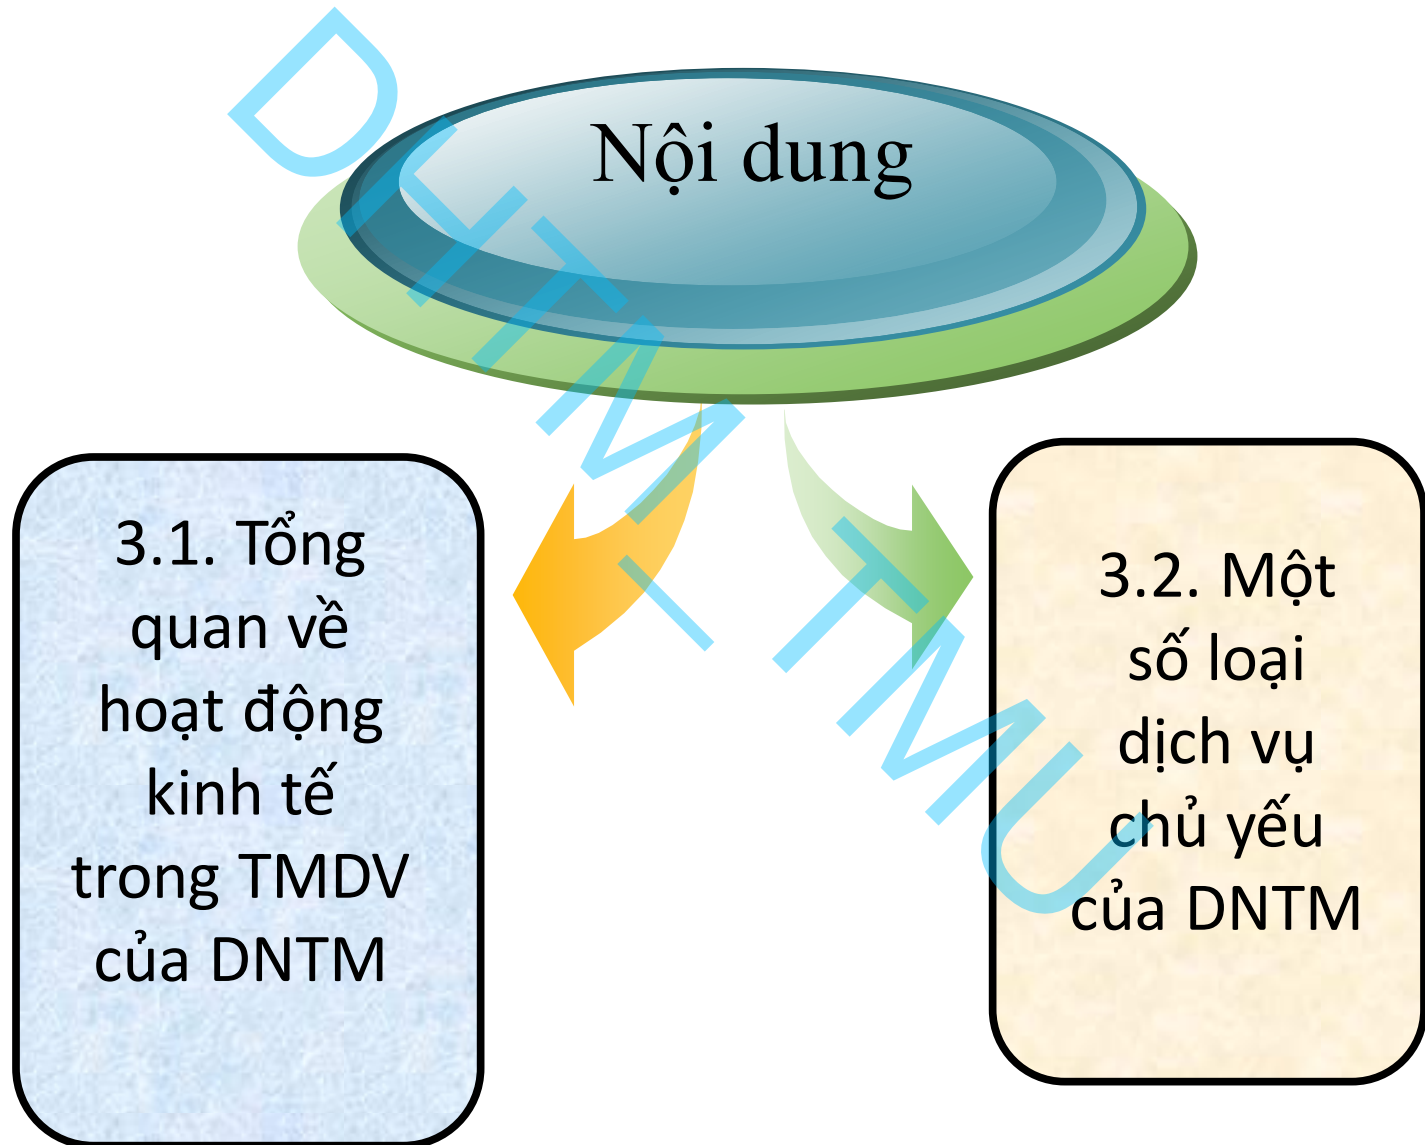 Nội dung
3.1. Tổng
quan về
hoạt động
kinh tế
trong TMDV
của DNTM
3.2. Một
số loại
dịch vụ
chủ yếu
của DNTM
DHTM_TMU